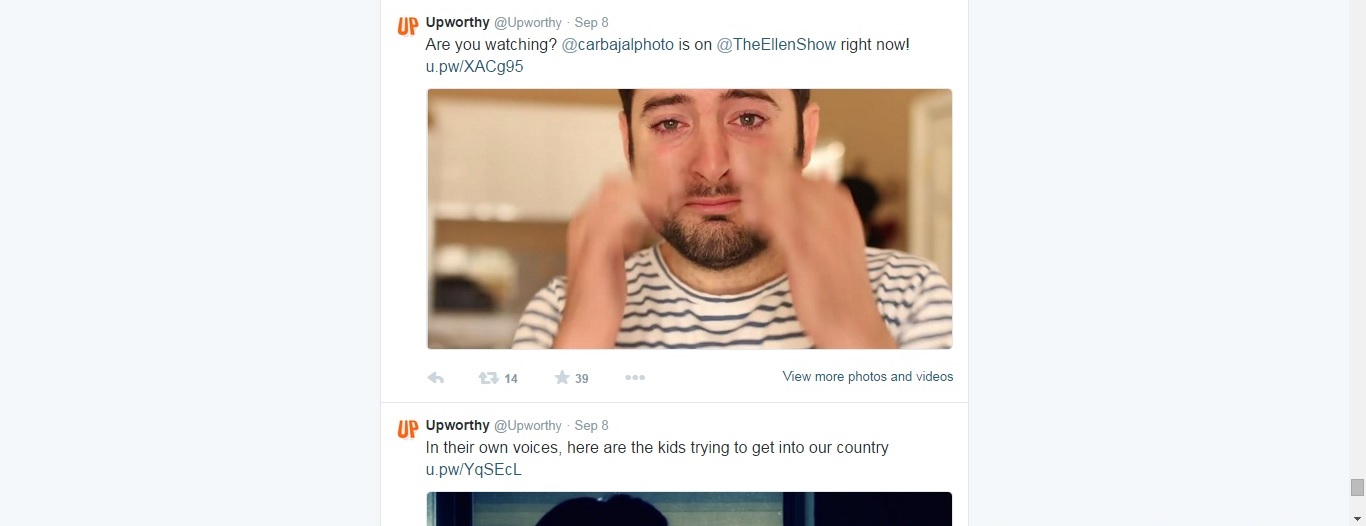 UP Upworthy @Upworthy · Sep 8
Are you watching? @carbajalphoto is on @TheEllenShow right now!
u.pw/XACg95
14 39 View more photos and videos
UP Upworthy @Upworthy · Sep 8
In their own voices, here are the kids trying to get into our country
u.pw/YqSEcL